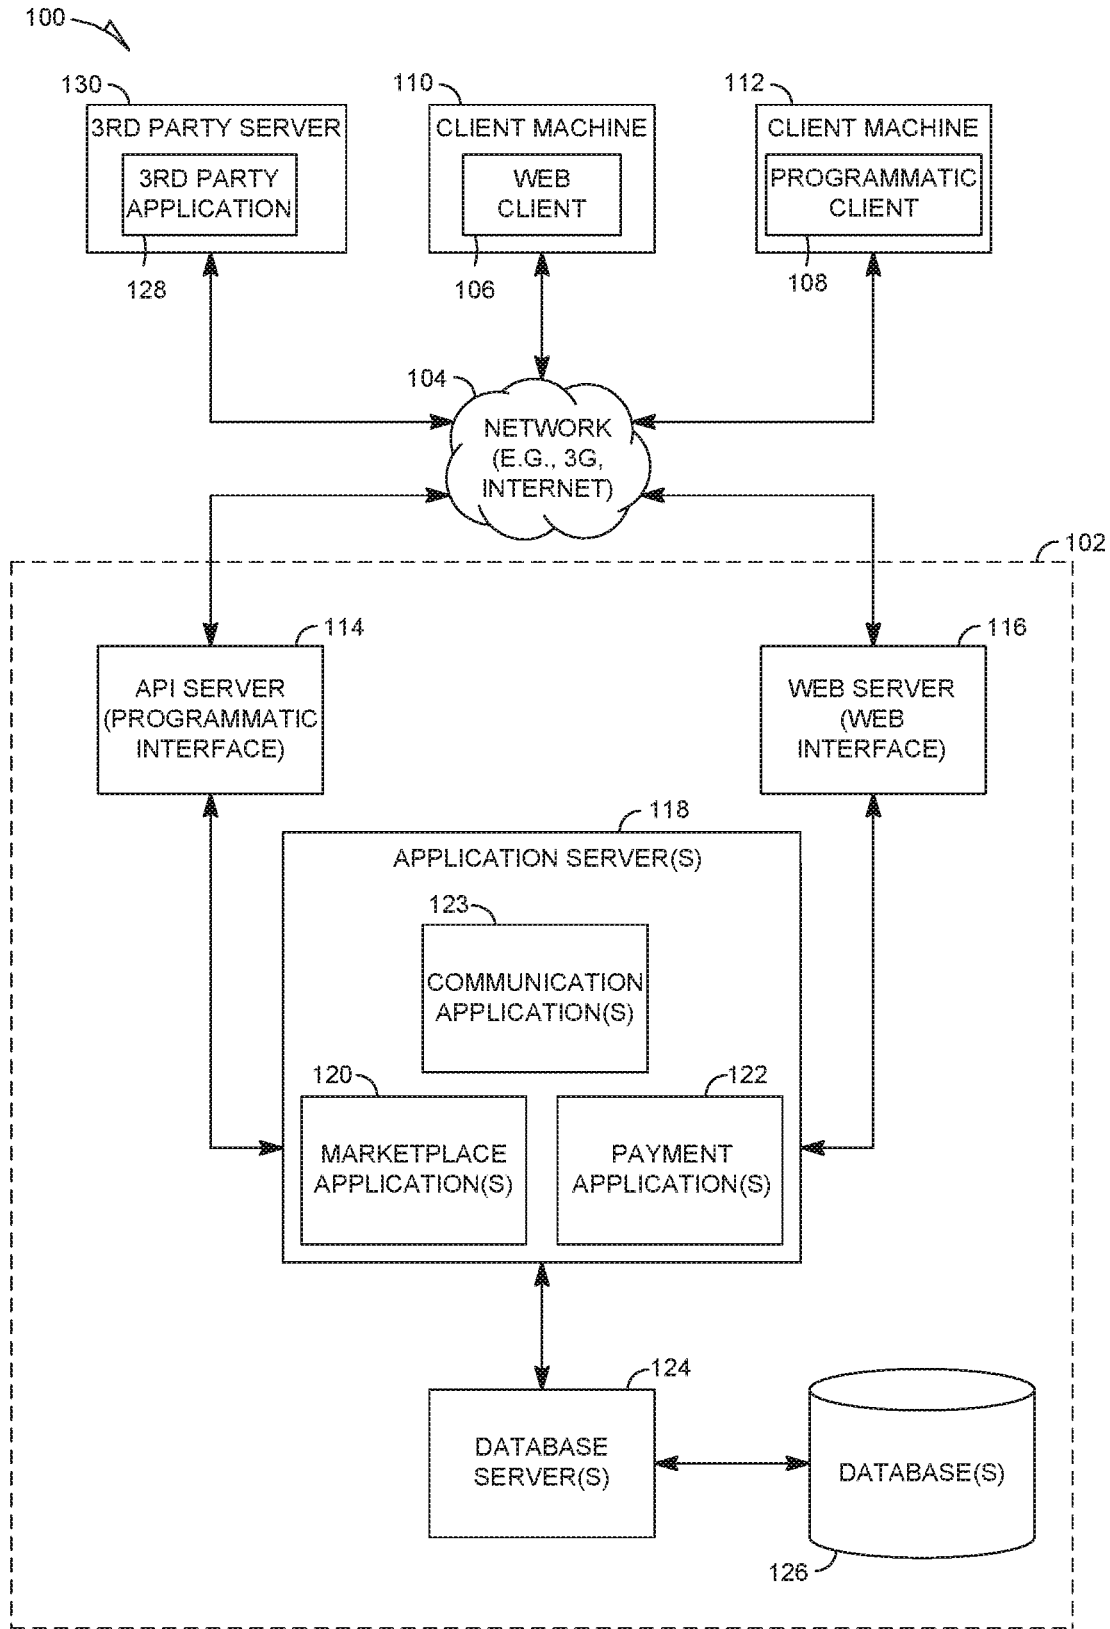 100
130
110
112
3RD PARTY SERVER
CLIENT MACHINE
CLIENT MACHINE
3RD PARTY
APPLICATION
WEB
CLIENT
PROGRAMMATIC
CLIENT
128
106
108
104
NETWORK
(E.G., 3G,
INTERNET)
102
114
116
API SERVER
(PROGRAMMATIC
INTERFACE)
WEB SERVER
(WEB
INTERFACE)
118
APPLICATION SERVER(S)
123
COMMUNICATION
APPLICATION(S)
120
122
MARKETPLACE
APPLICATION(S)
PAYMENT
APPLICATION(S)
124
DATABASE
SERVER(S)
DATABASE(S)
126